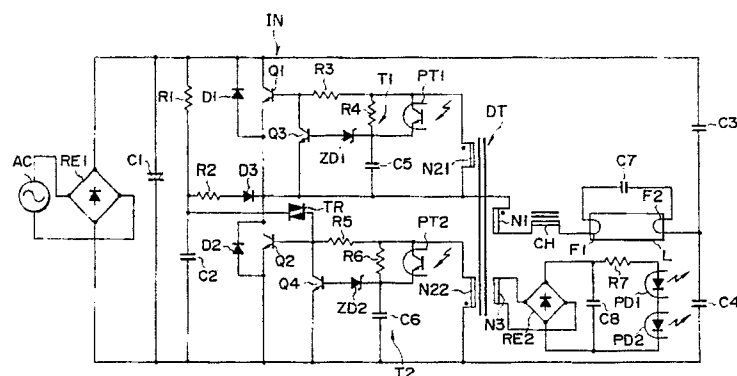 IN
Q1
R3
T1
PT1
R1
D1
R4
DT
Q3
C3
AC
RE1
C1
ZD1
C5
N21
C7
R2
D3
F2
TR
N1
R5
CH
F1
L
D2
PT2
Q2
R6
R7
C2
Q4
N22
C4
ZD2
N3
C8
PD1
C6
RE2
PD2
T2